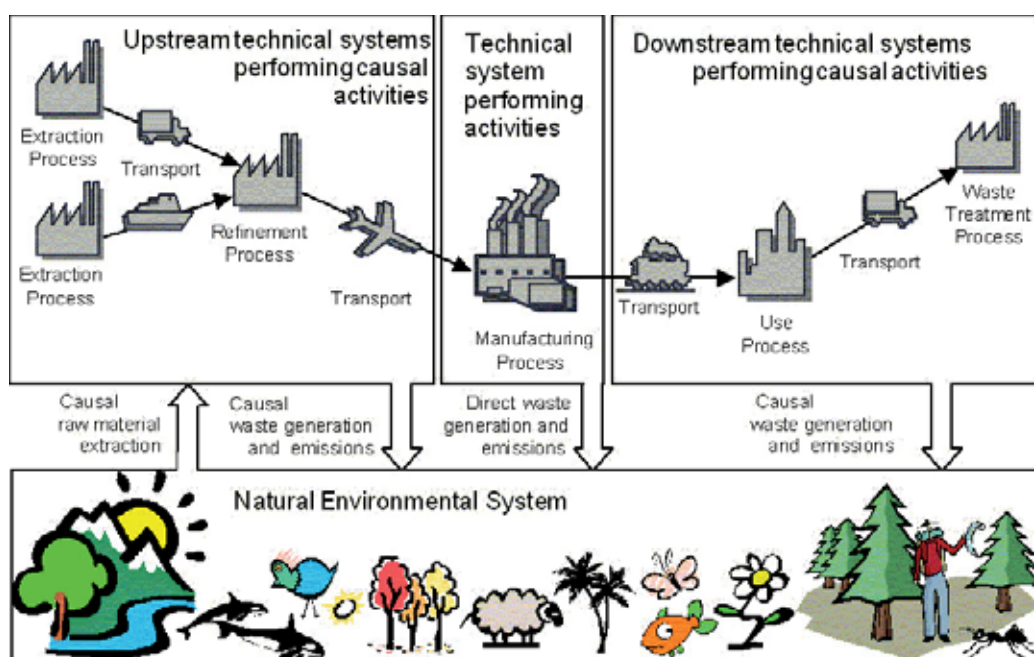 Upstream technical systems
performing causal
activities
Extraction
Process
Transport
Extraction
Process
Refinement
Process
Transport
Technical
system
performing
activities
Manufacturing
Process
Downstream technical systems
performing causal activities
Transport
Use
Process
Transport
Waste
Treatment
Process
Causal
raw material
extraction
Causal
waste generation
and emissions
Direct waste
generation and
emissions
Causal
waste generation
and emissions
Natural Environmental System